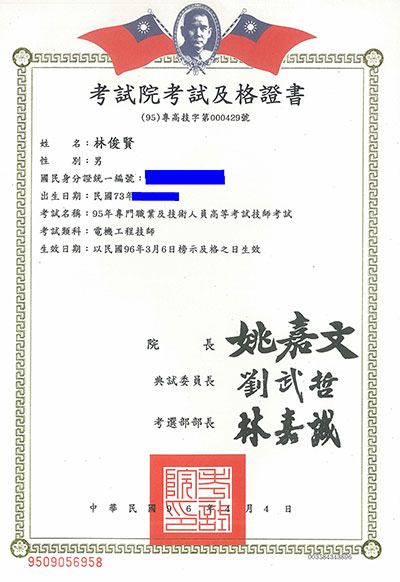 考試院考試及格證書
(95)專高技字第000429號
姓 名：林俊賢
性 別：男
國民身分證統一編號：
出生日期：民國73年
考試名稱：95年專門職業及技術人員高等考試技師考試
考試類科：電機工程技師
生效日期：以民國96年3月6日榜示及格之日生效
院 長 姚嘉文
典試委員長 劉武哲
考選部部長 林嘉誠
考試院印
中華民國96年4月4日
003584343896
9509056958